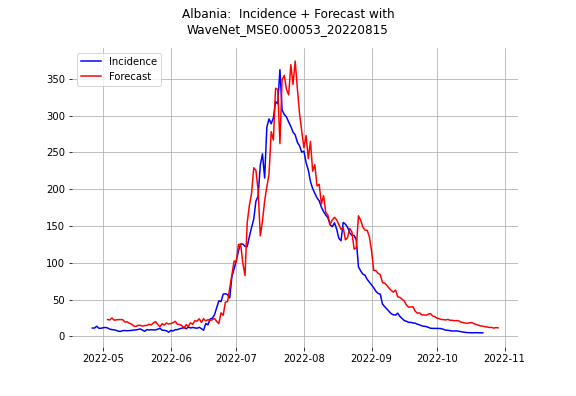 Albania:  Incidence + Forecast with
WaveNet_MSE0.00053_20220815
Incidence
Forecast
350
300
250
200
150
100
50
0
2022-05 2022-06 2022-07 2022-08 2022-09 2022-10 2022-11